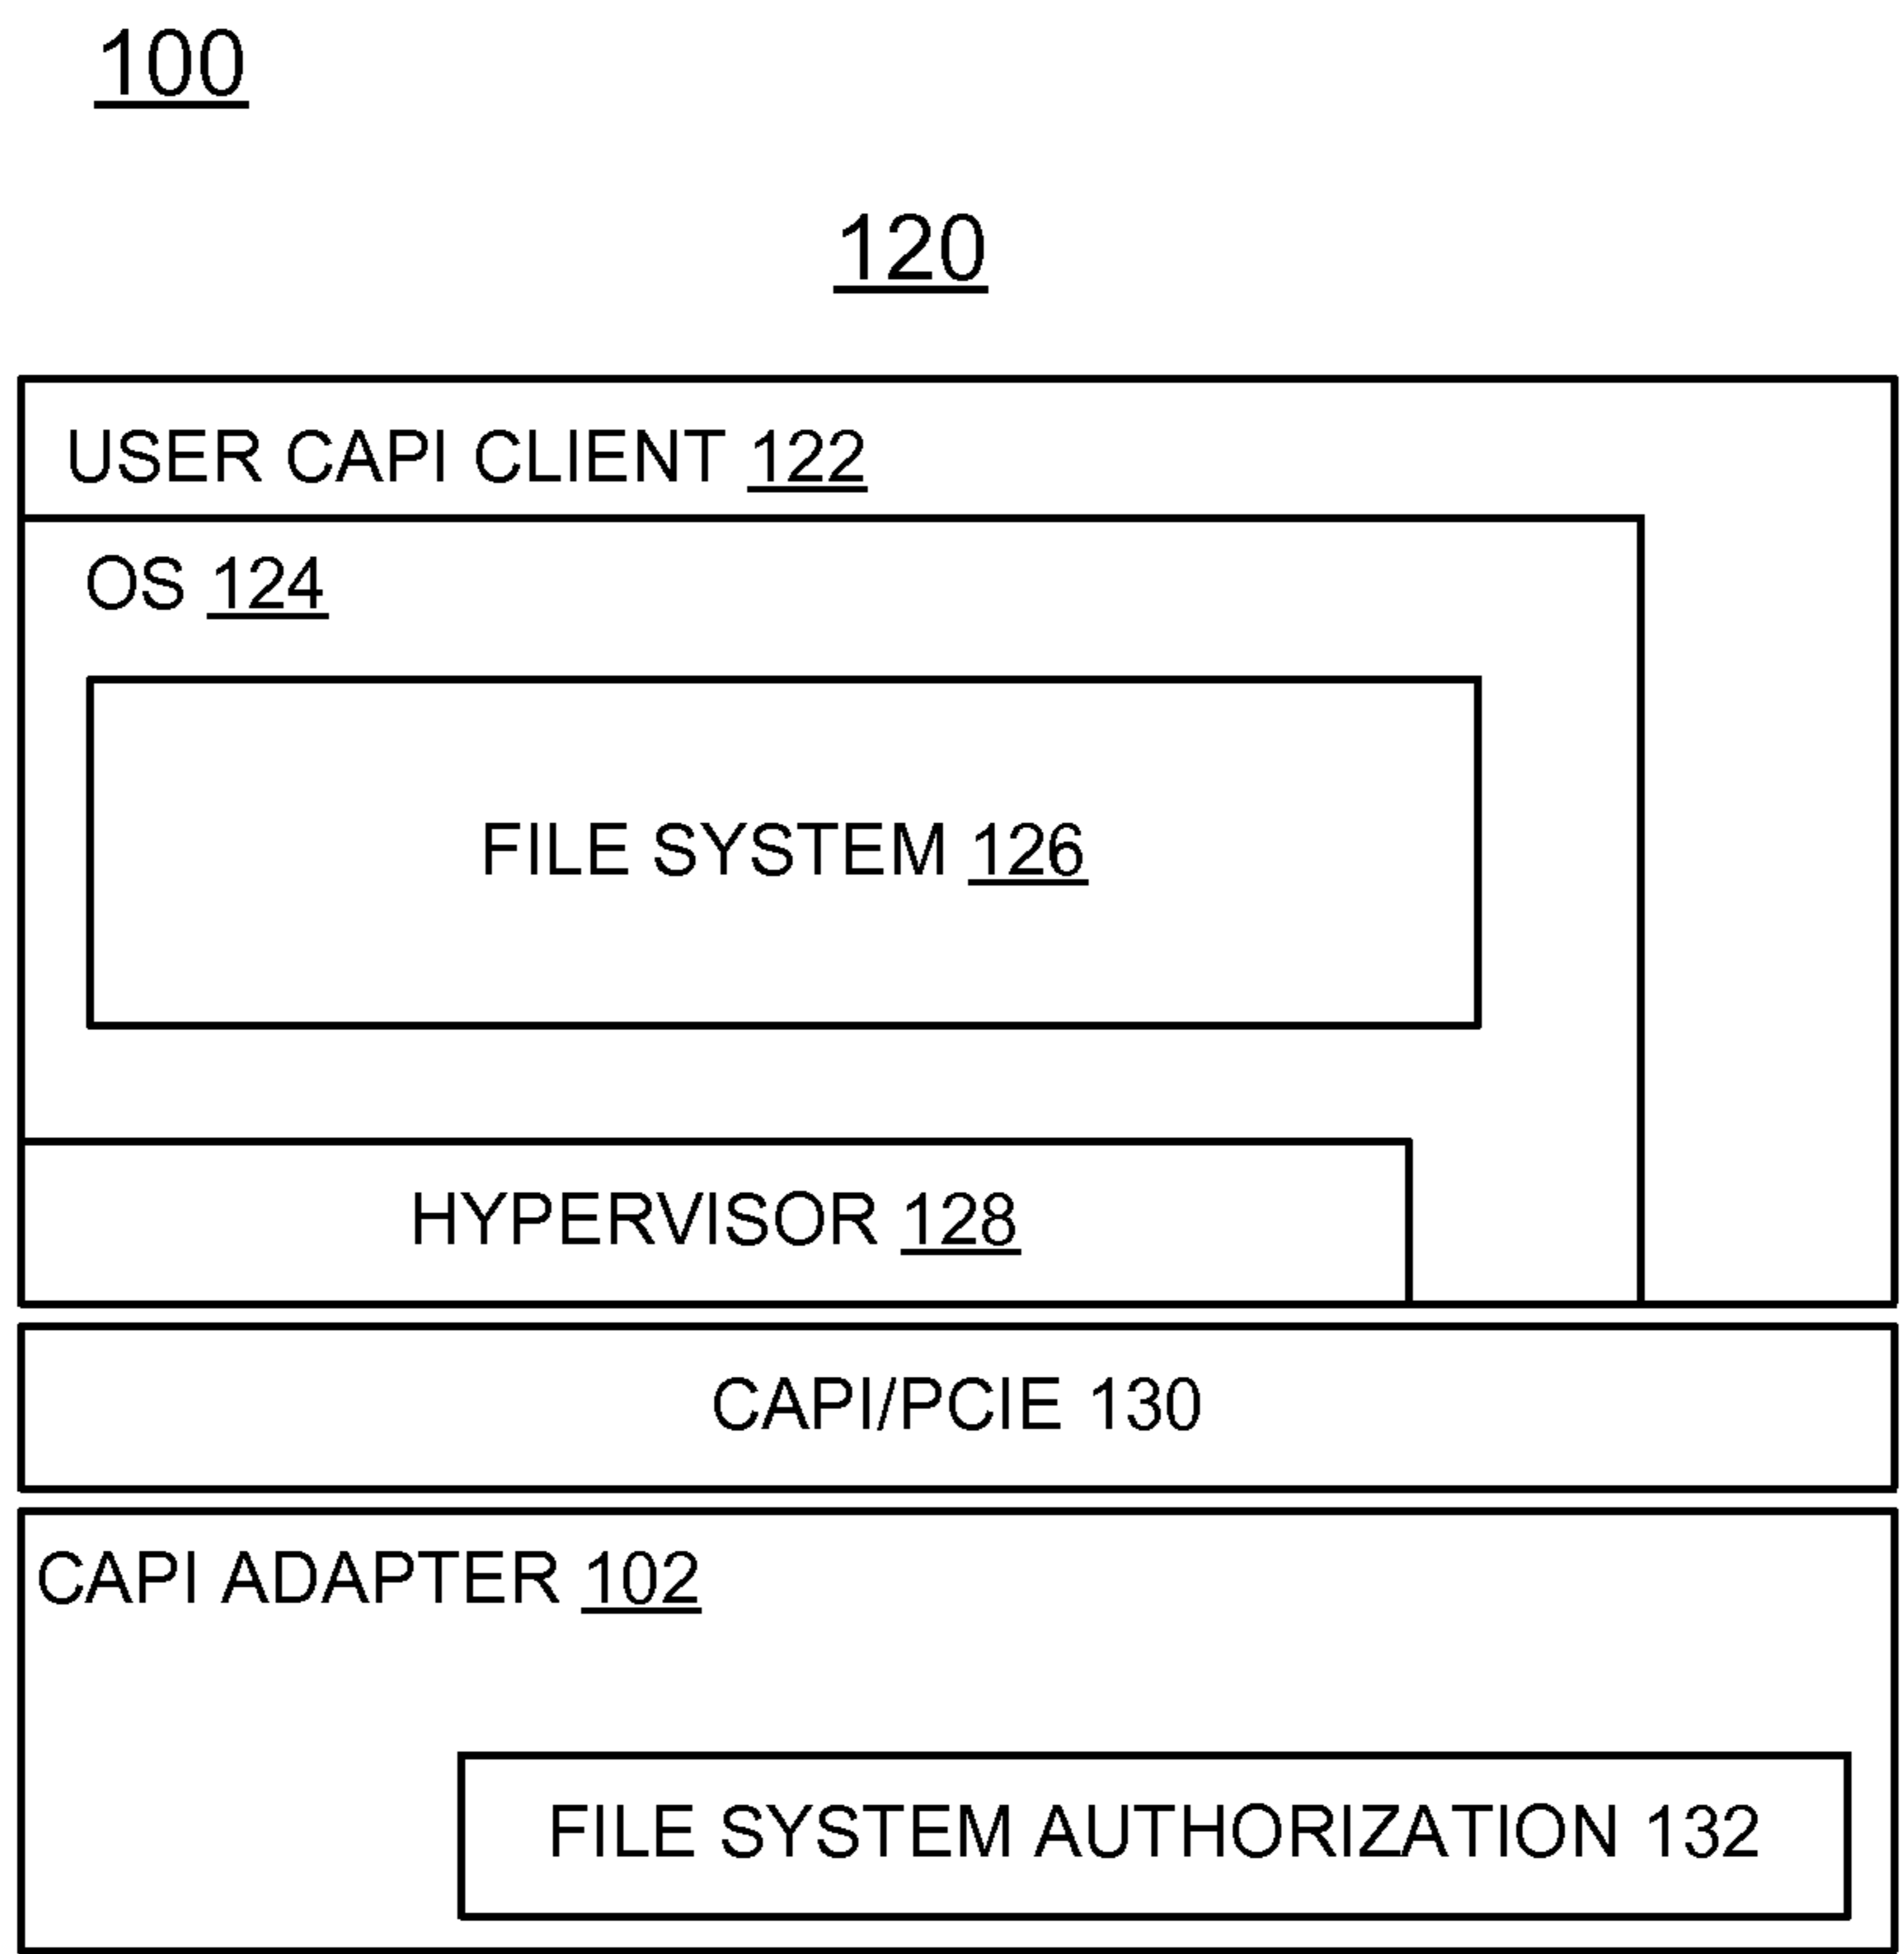 100
120
USER CAPI CLIENT 122
OS 124
FILE SYSTEM 126
HYPERVISOR 128
CAPI/PCIE 130
CAPI ADAPTER 102
FILE SYSTEM AUTHORIZATION 132